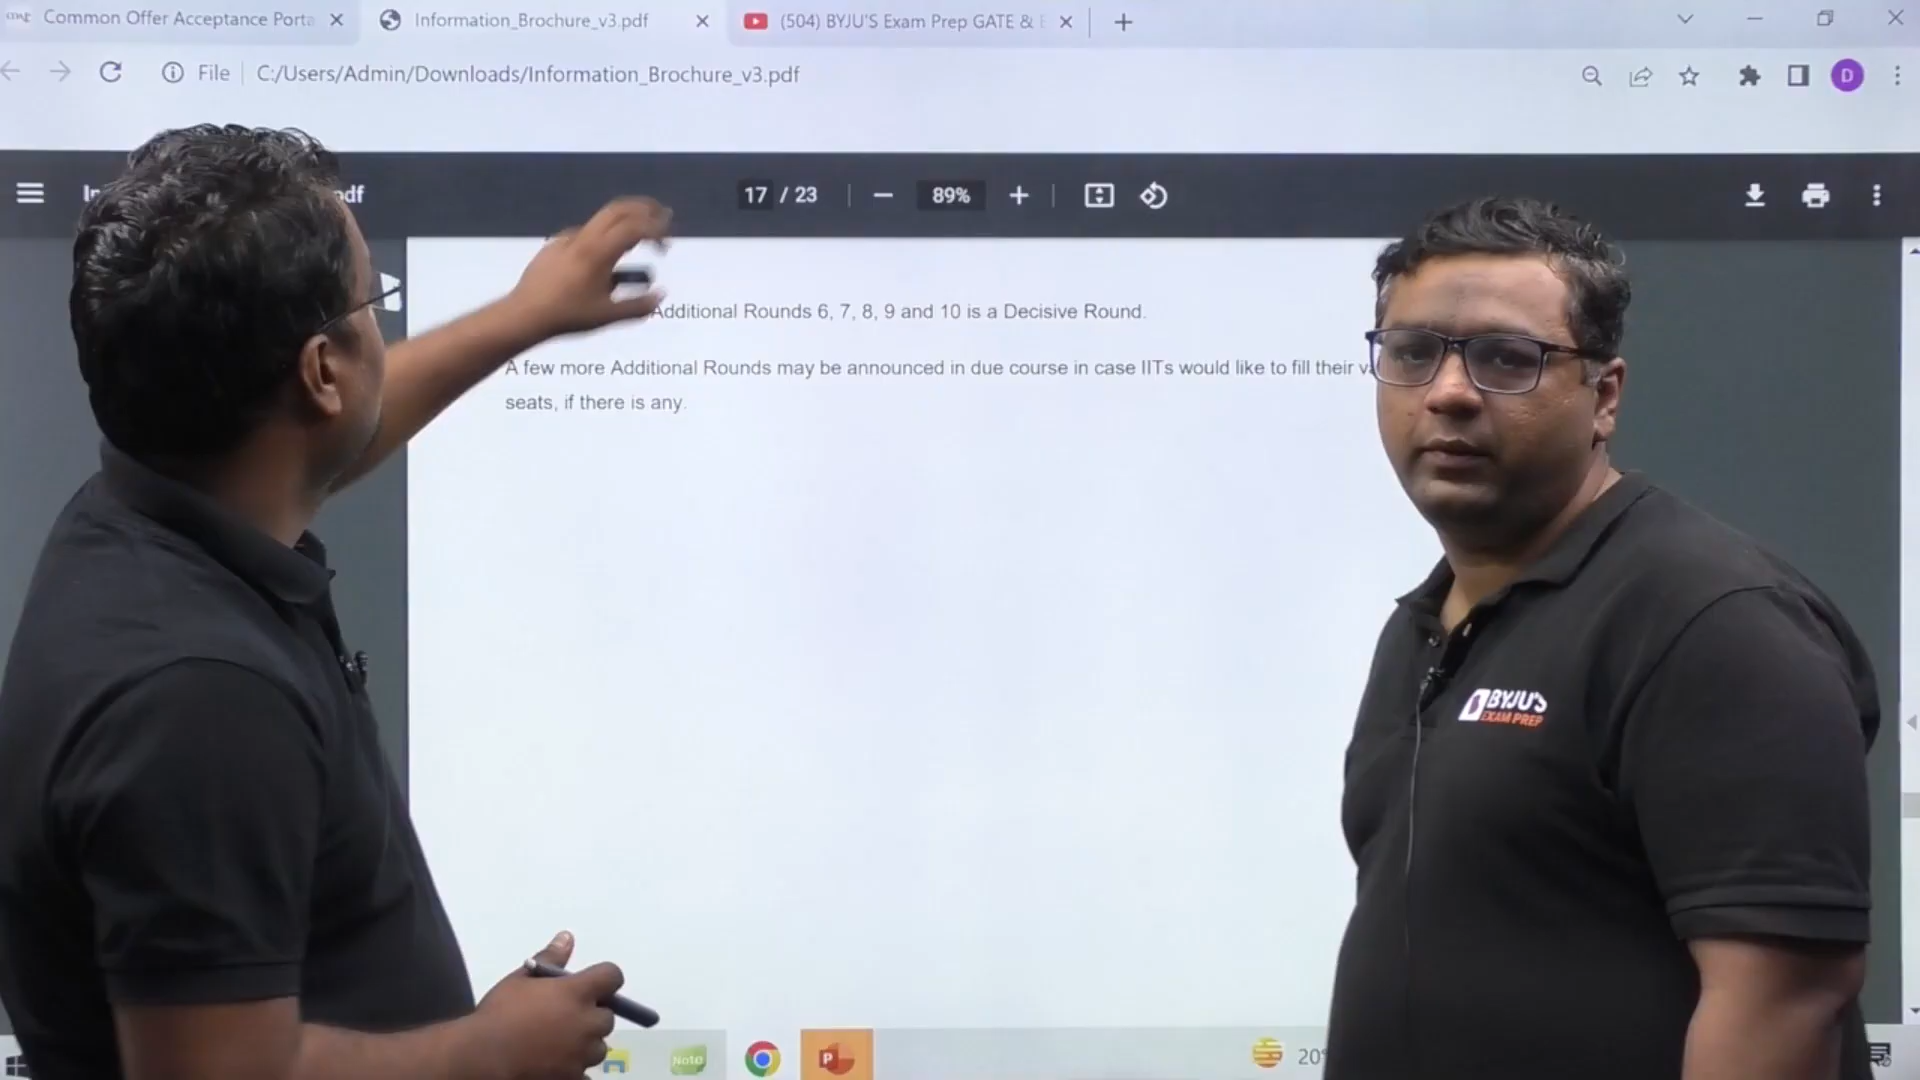 Common Offer Acceptance Porta
Information_Brochure_v3.pdf
(504) BYJU'S Exam Prep GATE & E
File
C:/Users/Admin/Downloads/Information_Brochure_v3.pdf
D
17 / 23
89%
Additional Rounds 6, 7, 8, 9 and 10 is a Decisive Round.
A few more Additional Rounds may be announced in due course in case IITs would like to fill their
seats, if there is any.
BYJU'S
EXAM PREP
Note
P
20°